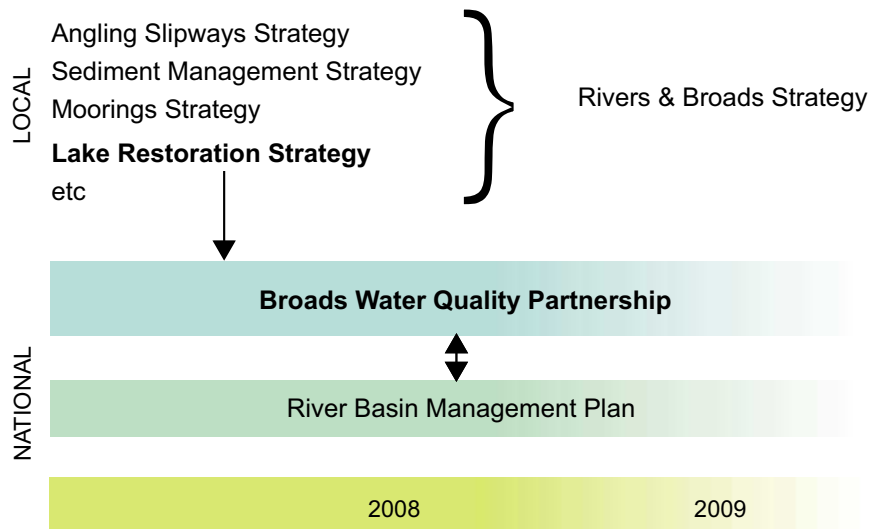 LOCAL
Angling Slipways Strategy
Sediment Management Strategy
Moorings Strategy
Lake Restoration Strategy
etc
Rivers & Broads Strategy
NATIONAL
Broads Water Quality Partnership
River Basin Management Plan
2008 2009